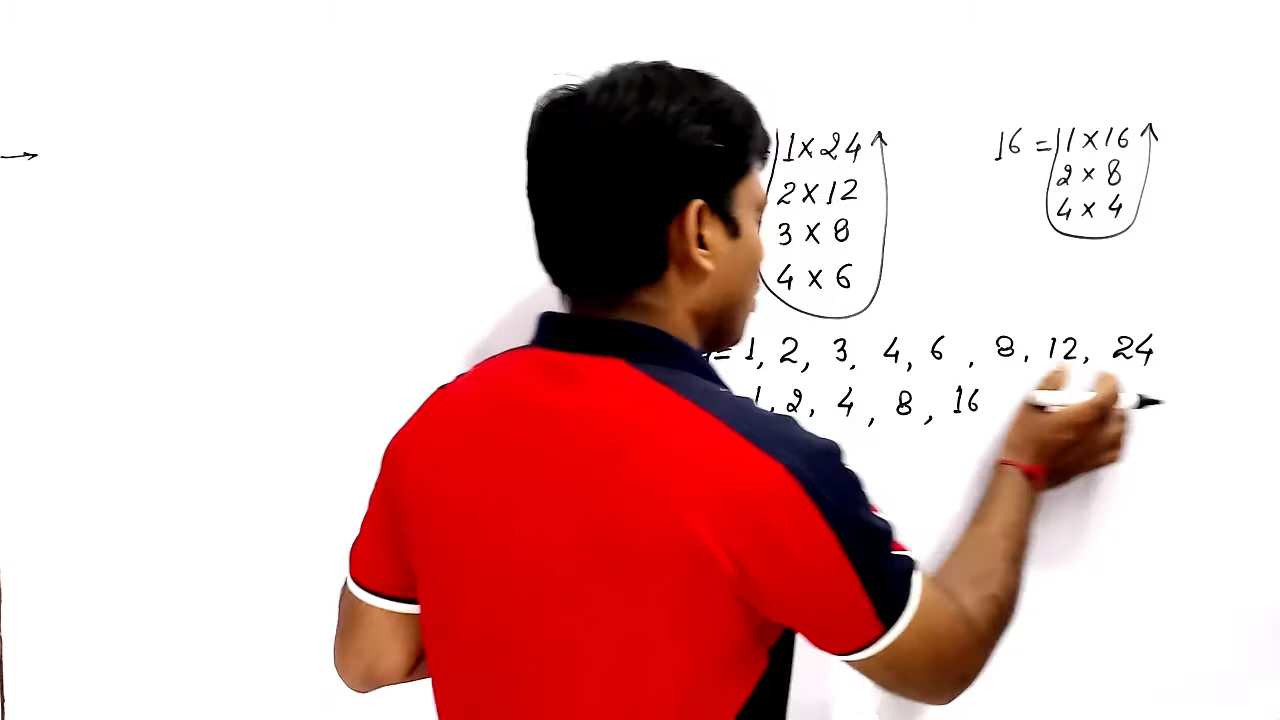 1 x 24
2 x 12
3 x 8
4 x 6
16 = 1 x 16
2 x 8
4 x 4
= 1, 2, 3, 4, 6, 8, 12, 24
1, 2, 4, 8, 16